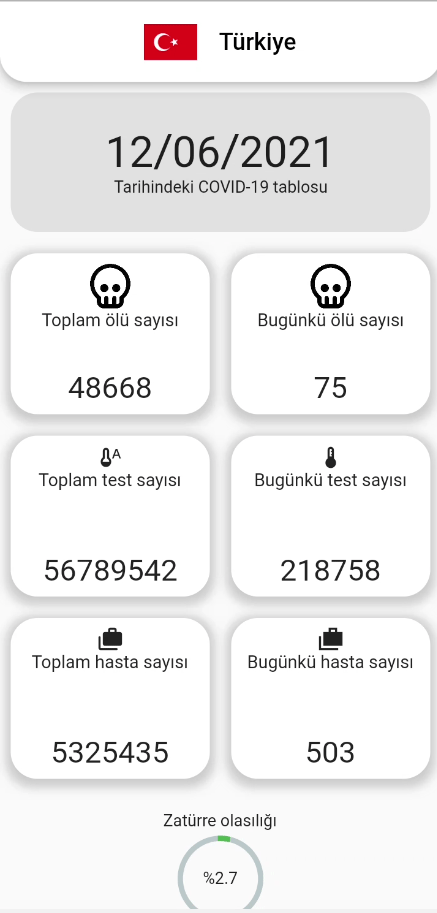 Türkiye
12/06/2021
Tarihindeki COVID-19 tablosu
Toplam ölü sayısı
48668
Bugünkü ölü sayısı
75
A
Toplam test sayısı
56789542
Bugünkü test sayısı
218758
Toplam hasta sayısı
5325435
Bugünkü hasta sayısı
503
Zatürre olasılığı
%2.7